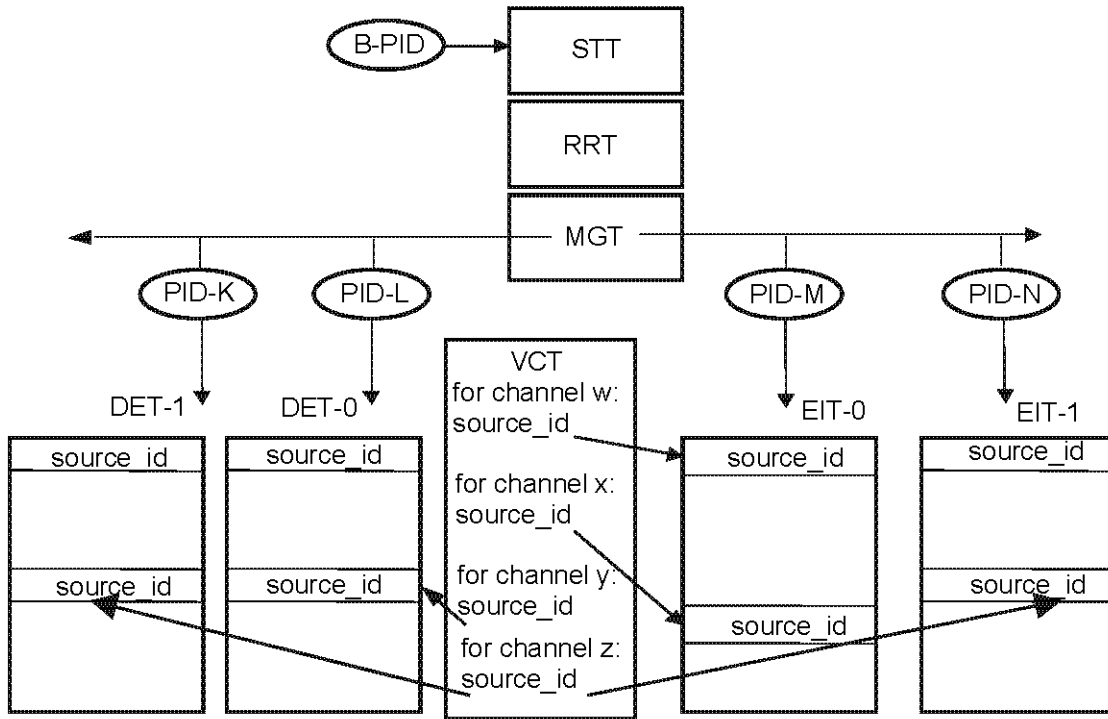 B-PID
STT
RRT
MGT
PID-K
PID-L
PID-M
PID-N
VCT
for channel w:
source_id
for channel x:
source_id
for channel y:
source_id
for channel z:
source_id
DET-1
DET-0
EIT-0
EIT-1
source_id
source_id
source_id
source_id
source_id
source_id
source_id
source_id